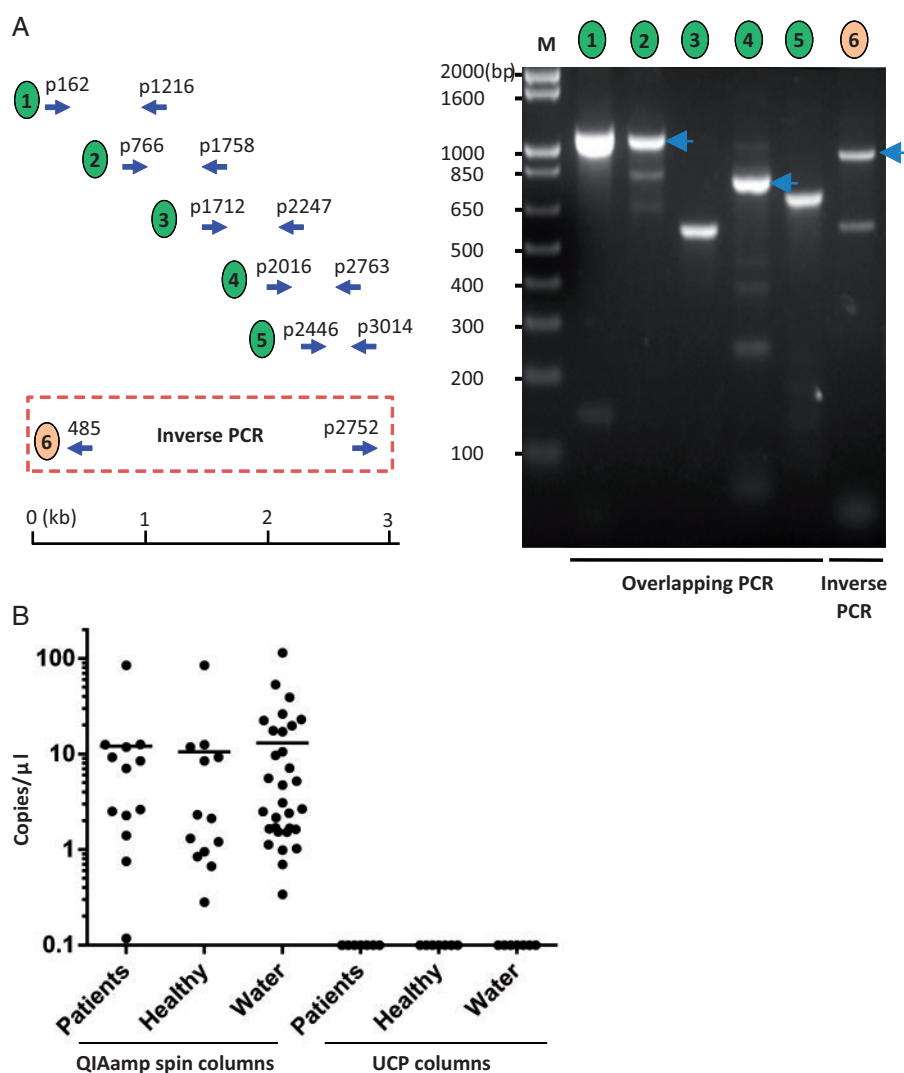 A
1 p162 p1216
2 p766 p1758
3 p1712 p2247
4 p2016 p2763
5 p2446 p3014
6 485 Inverse PCR p2752
0 (kb) 1 2 3
M 1 2 3 4 5 6
2000(bp)
1600
1000
850
650
500
400
300
200
100
Overlapping PCR Inverse PCR
B
Copies/µl
100
10
1
0.1
Patients Healthy Water Patients Healthy Water
QIAamp spin columns UCP columns